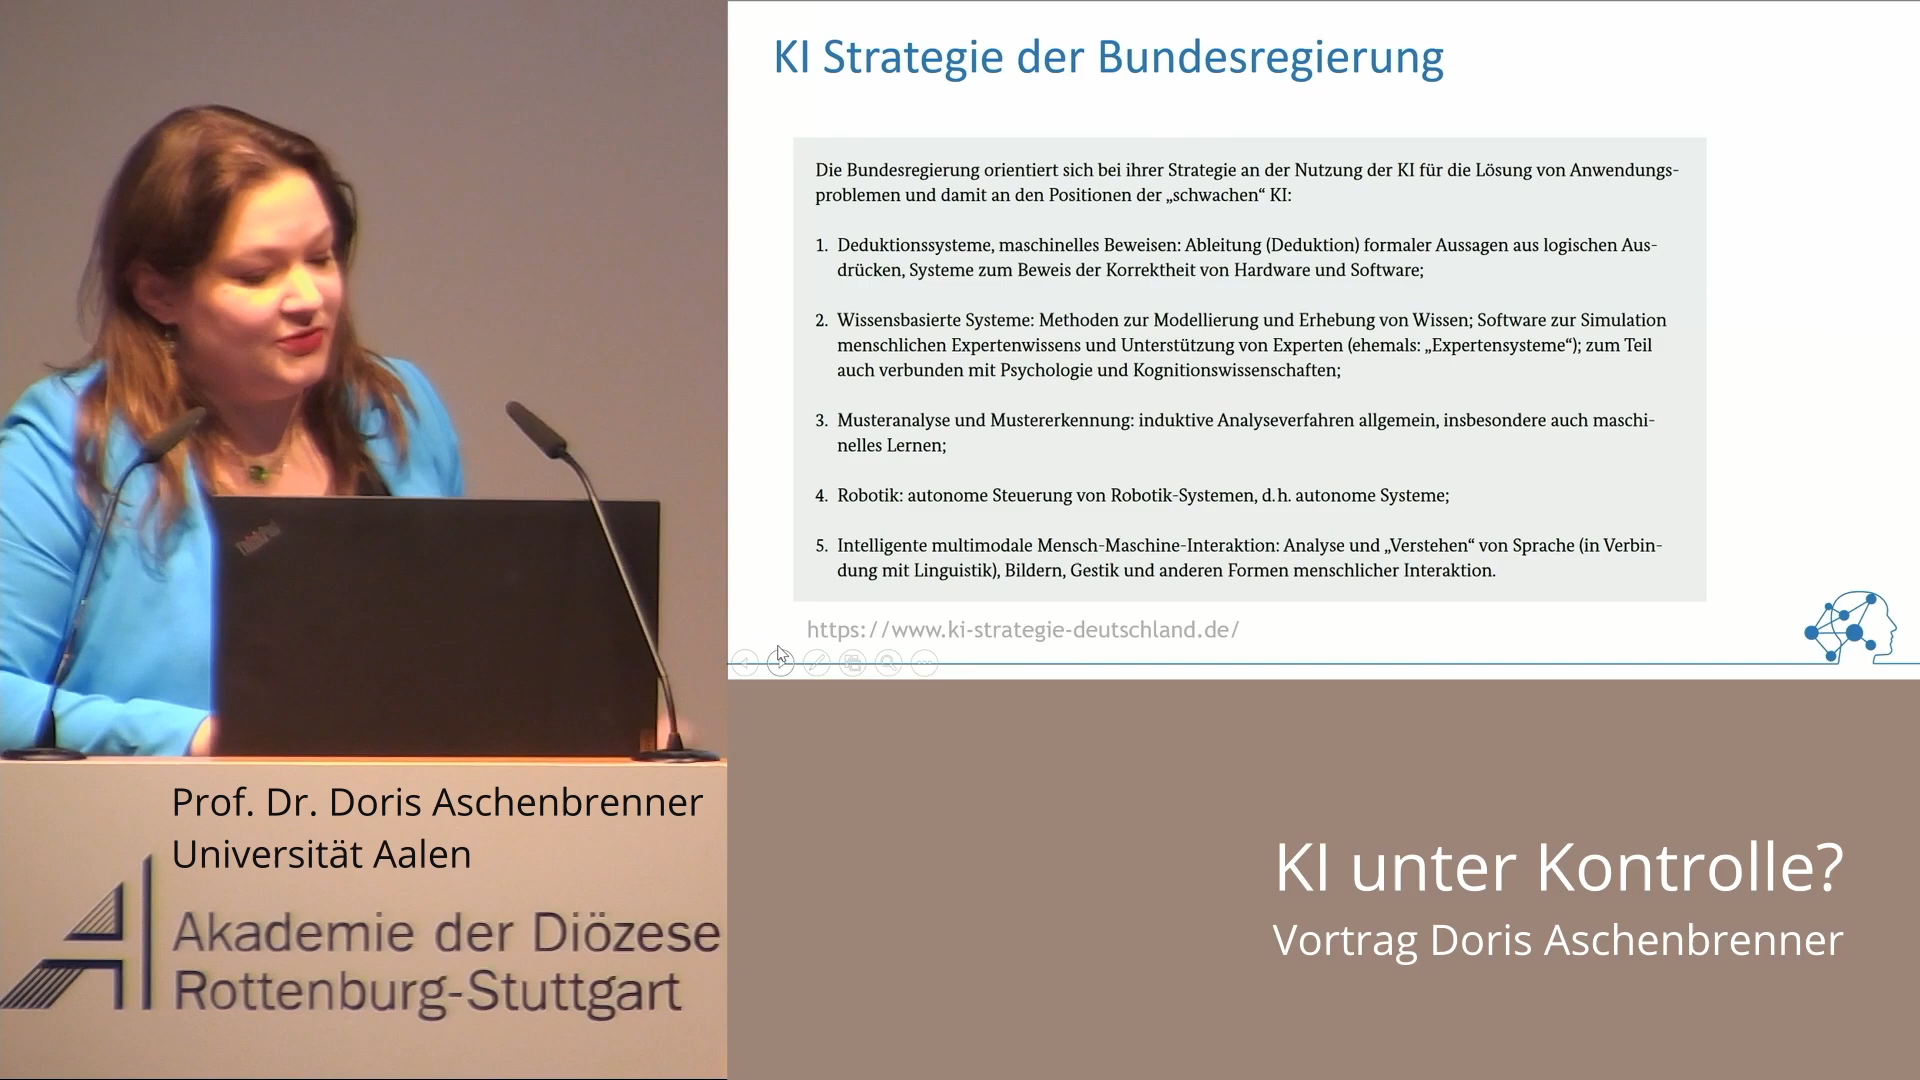 KI Strategie der Bundesregierung
Die Bundesregierung orientiert sich bei ihrer Strategie an der Nutzung der KI für die Lösung von Anwendungs-
problemen und damit an den Positionen der „schwachen“ KI:
1. Deduktionssysteme, maschinelles Beweisen: Ableitung (Deduktion) formaler Aussagen aus logischen Aus-
drücken, Systeme zum Beweis der Korrektheit von Hardware und Software;
2. Wissensbasierte Systeme: Methoden zur Modellierung und Erhebung von Wissen; Software zur Simulation
menschlichen Expertenwissens und Unterstützung von Experten (ehemals: „Expertensysteme“); zum Teil
auch verbunden mit Psychologie und Kognitionswissenschaften;
3. Musteranalyse und Mustererkennung: induktive Analyseverfahren allgemein, insbesondere auch maschi-
nelles Lernen;
4. Robotik: autonome Steuerung von Robotik-Systemen, d.h. autonome Systeme;
5. Intelligente multimodale Mensch-Maschine-Interaktion: Analyse und „Verstehen“ von Sprache (in Verbin-
dung mit Linguistik), Bildern, Gestik und anderen Formen menschlicher Interaktion.
https://www.ki-strategie-deutschland.de/
ThinkPad
Prof. Dr. Doris Aschenbrenner
Universität Aalen
Akademie der Diözese
Rottenburg-Stuttgart
KI unter Kontrolle?
Vortrag Doris Aschenbrenner